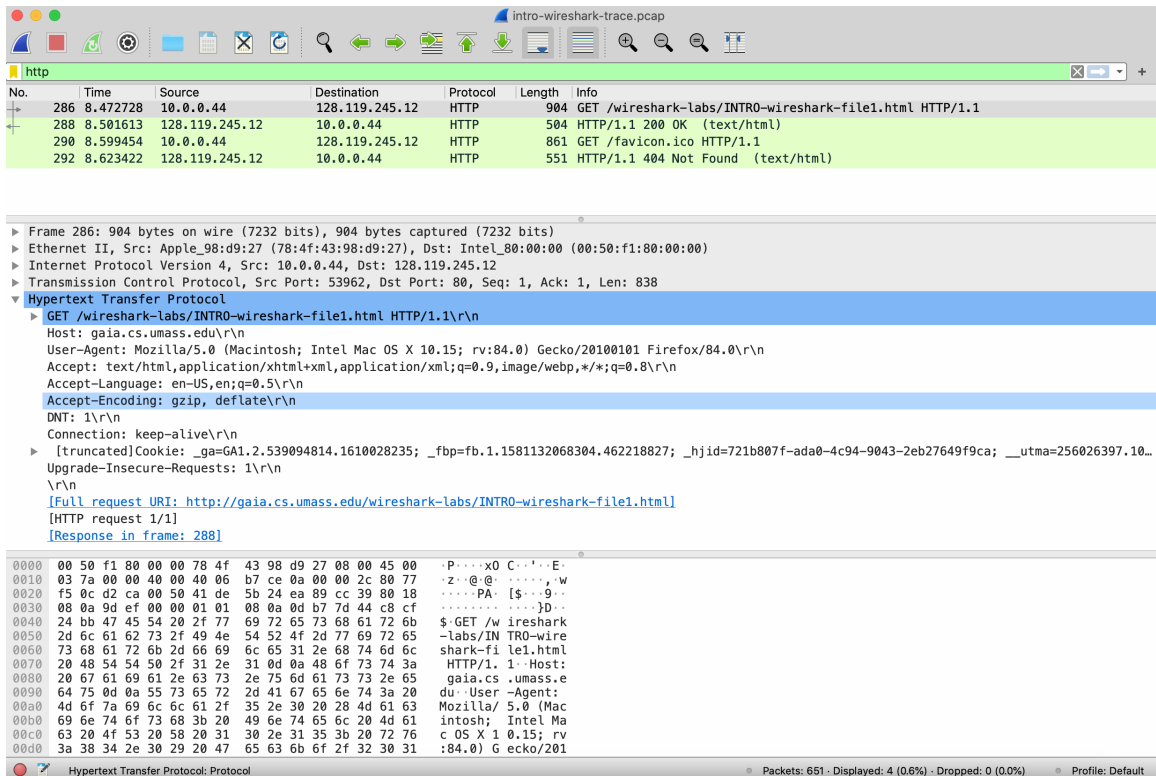 intro-wireshark-trace.pcap
http
No. Time Source Destination Protocol Length Info
286 8.472728 10.0.0.44 128.119.245.12 HTTP 904 GET /wireshark-labs/INTRO-wireshark-file1.html HTTP/1.1
288 8.501613 128.119.245.12 10.0.0.44 HTTP 504 HTTP/1.1 200 OK  (text/html)
290 8.599454 10.0.0.44 128.119.245.12 HTTP 861 GET /favicon.ico HTTP/1.1
292 8.623422 128.119.245.12 10.0.0.44 HTTP 551 HTTP/1.1 404 Not Found  (text/html)
Frame 286: 904 bytes on wire (7232 bits), 904 bytes captured (7232 bits)
Ethernet II, Src: Apple_98:d9:27 (78:4f:43:98:d9:27), Dst: Intel_80:00:00 (00:50:f1:80:00:00)
Internet Protocol Version 4, Src: 10.0.0.44, Dst: 128.119.245.12
Transmission Control Protocol, Src Port: 53962, Dst Port: 80, Seq: 1, Ack: 1, Len: 838
Hypertext Transfer Protocol
GET /wireshark-labs/INTRO-wireshark-file1.html HTTP/1.1\r\n
Host: gaia.cs.umass.edu\r\n
User-Agent: Mozilla/5.0 (Macintosh; Intel Mac OS X 10.15; rv:84.0) Gecko/20100101 Firefox/84.0\r\n
Accept: text/html,application/xhtml+xml,application/xml;q=0.9,image/webp,*/*;q=0.8\r\n
Accept-Language: en-US,en;q=0.5\r\n
Accept-Encoding: gzip, deflate\r\n
DNT: 1\r\n
Connection: keep-alive\r\n
[truncated]Cookie: _ga=GA1.2.539094814.1610028235; _fbp=fb.1.1581132068304.462218827; _hjid=721b807f-ada0-4c94-9043-2eb27649f9ca; __utma=256026397.10…
Upgrade-Insecure-Requests: 1\r\n
\r\n
[Full request URI: http://gaia.cs.umass.edu/wireshark-labs/INTRO-wireshark-file1.html]
[HTTP request 1/1]
[Response in frame: 288]
0000 00 50 f1 80 00 00 78 4f 43 98 d9 27 08 00 45 00 ·P····xO C··'··E·
0010 03 7a 00 00 40 00 40 06 b7 ce 0a 00 00 2c 80 77 ·z··@·@· ·····,·w
0020 f5 0c d2 ca 00 50 41 de 5b 24 ea 89 cc 39 80 18 ·····PA· [$···9··
0030 08 0a 9d ef 00 00 01 01 08 0a 0d b7 7d 44 c8 cf ········ ····}D··
0040 24 bb 47 45 54 20 2f 77 69 72 65 73 68 61 72 6b $·GET /w ireshark
0050 2d 6c 61 62 73 2f 49 4e 54 52 4f 2d 77 69 72 65 -labs/IN TRO-wire
0060 73 68 61 72 6b 2d 66 69 6c 65 31 2e 68 74 6d 6c shark-fi le1.html
0070 20 48 54 54 50 2f 31 2e 31 0d 0a 48 6f 73 74 3a HTTP/1. 1··Host:
0080 20 67 61 69 61 2e 63 73 2e 75 6d 61 73 73 2e 65 gaia.cs .umass.e
0090 64 75 0d 0a 55 73 65 72 2d 41 67 65 6e 74 3a 20 du··User -Agent:
00a0 4d 6f 7a 69 6c 6c 61 2f 35 2e 30 20 28 4d 61 63 Mozilla/ 5.0 (Mac
00b0 69 6e 74 6f 73 68 3b 20 49 6e 74 65 6c 20 4d 61 intosh;  Intel Ma
00c0 63 20 4f 53 20 58 20 31 30 2e 31 35 3b 20 72 76 c OS X 1 0.15; rv
00d0 3a 38 34 2e 30 29 20 47 65 63 6b 6f 2f 32 30 31 :84.0) G ecko/201
Hypertext Transfer Protocol: Protocol Packets: 651 · Displayed: 4 (0.6%) · Dropped: 0 (0.0%) Profile: Default